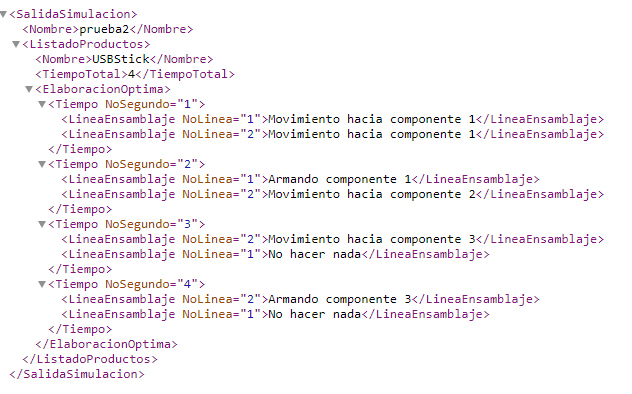 <SalidaSimulacion>
<Nombre>prueba2</Nombre>
<ListadoProductos>
<Nombre>USBStick</Nombre>
<TiempoTotal>4</TiempoTotal>
<ElaboracionOptima>
<Tiempo NoSegundo="1">
<LineaEnsamblaje NoLinea="1">Movimiento hacia componente 1</LineaEnsamblaje>
<LineaEnsamblaje NoLinea="2">Movimiento hacia componente 1</LineaEnsamblaje>
</Tiempo>
<Tiempo NoSegundo="2">
<LineaEnsamblaje NoLinea="1">Armando componente 1</LineaEnsamblaje>
<LineaEnsamblaje NoLinea="2">Movimiento hacia componente 2</LineaEnsamblaje>
</Tiempo>
<Tiempo NoSegundo="3">
<LineaEnsamblaje NoLinea="2">Movimiento hacia componente 3</LineaEnsamblaje>
<LineaEnsamblaje NoLinea="1">No hacer nada</LineaEnsamblaje>
</Tiempo>
<Tiempo NoSegundo="4">
<LineaEnsamblaje NoLinea="2">Armando componente 3</LineaEnsamblaje>
<LineaEnsamblaje NoLinea="1">No hacer nada</LineaEnsamblaje>
</Tiempo>
</ElaboracionOptima>
</ListadoProductos>
</SalidaSimulacion>